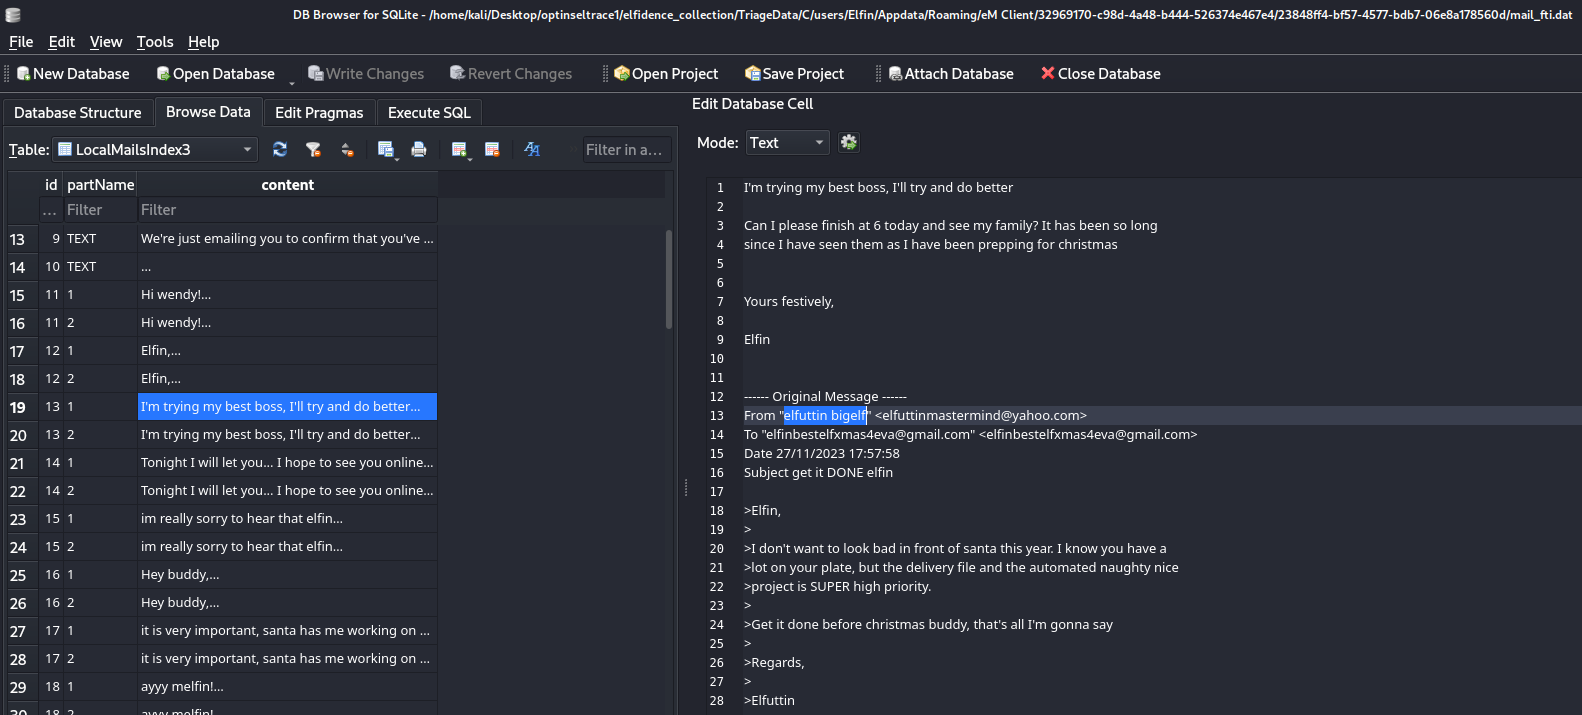 DB Browser for SQLite - /home/kali/Desktop/optinseltrace1/elfidence_collection/TriageData/C/users/Elfin/Appdata/Roaming/eM Client/32969170-c98d-4a48-b444-526374e467e4/23848ff4-bf57-4577-bdb7-06e8a178560d/mail_fti.dat
File Edit View Tools Help
New Database Open Database Write Changes Revert Changes Open Project Save Project Attach Database Close Database
Database Structure Browse Data Edit Pragmas Execute SQL
Table: LocalMailsIndex3 Filter in a...
id partName content
... Filter Filter
13 9 TEXT We're just emailing you to confirm that you've ...
14 10 TEXT ...
15 11 1 Hi wendy!...
16 11 2 Hi wendy!...
17 12 1 Elfin,...
18 12 2 Elfin,...
19 13 1 I'm trying my best boss, I'll try and do better...
20 13 2 I'm trying my best boss, I'll try and do better...
21 14 1 Tonight I will let you... I hope to see you online...
22 14 2 Tonight I will let you... I hope to see you online...
23 15 1 im really sorry to hear that elfin...
24 15 2 im really sorry to hear that elfin...
25 16 1 Hey buddy,...
26 16 2 Hey buddy,...
27 17 1 it is very important, santa has me working on ...
28 17 2 it is very important, santa has me working on ...
29 18 1 ayyy melfin!...
30 18 2 ayyy melfin!
Edit Database Cell
Mode: Text
1 I'm trying my best boss, I'll try and do better
2
3 Can I please finish at 6 today and see my family? It has been so long
4 since I have seen them as I have been prepping for christmas
5
6
7 Yours festively,
8
9 Elfin
10
11
12 ------ Original Message ------
13 From "elfuttin bigelf" <elfuttinmastermind@yahoo.com>
14 To "elfinbestelfxmas4eva@gmail.com" <elfinbestelfxmas4eva@gmail.com>
15 Date 27/11/2023 17:57:58
16 Subject get it DONE elfin
17
18 >Elfin,
19 >
20 >I don't want to look bad in front of santa this year. I know you have a
21 >lot on your plate, but the delivery file and the automated naughty nice
22 >project is SUPER high priority.
23 >
24 >Get it done before christmas buddy, that's all I'm gonna say
25 >
26 >Regards,
27 >
28 >Elfuttin